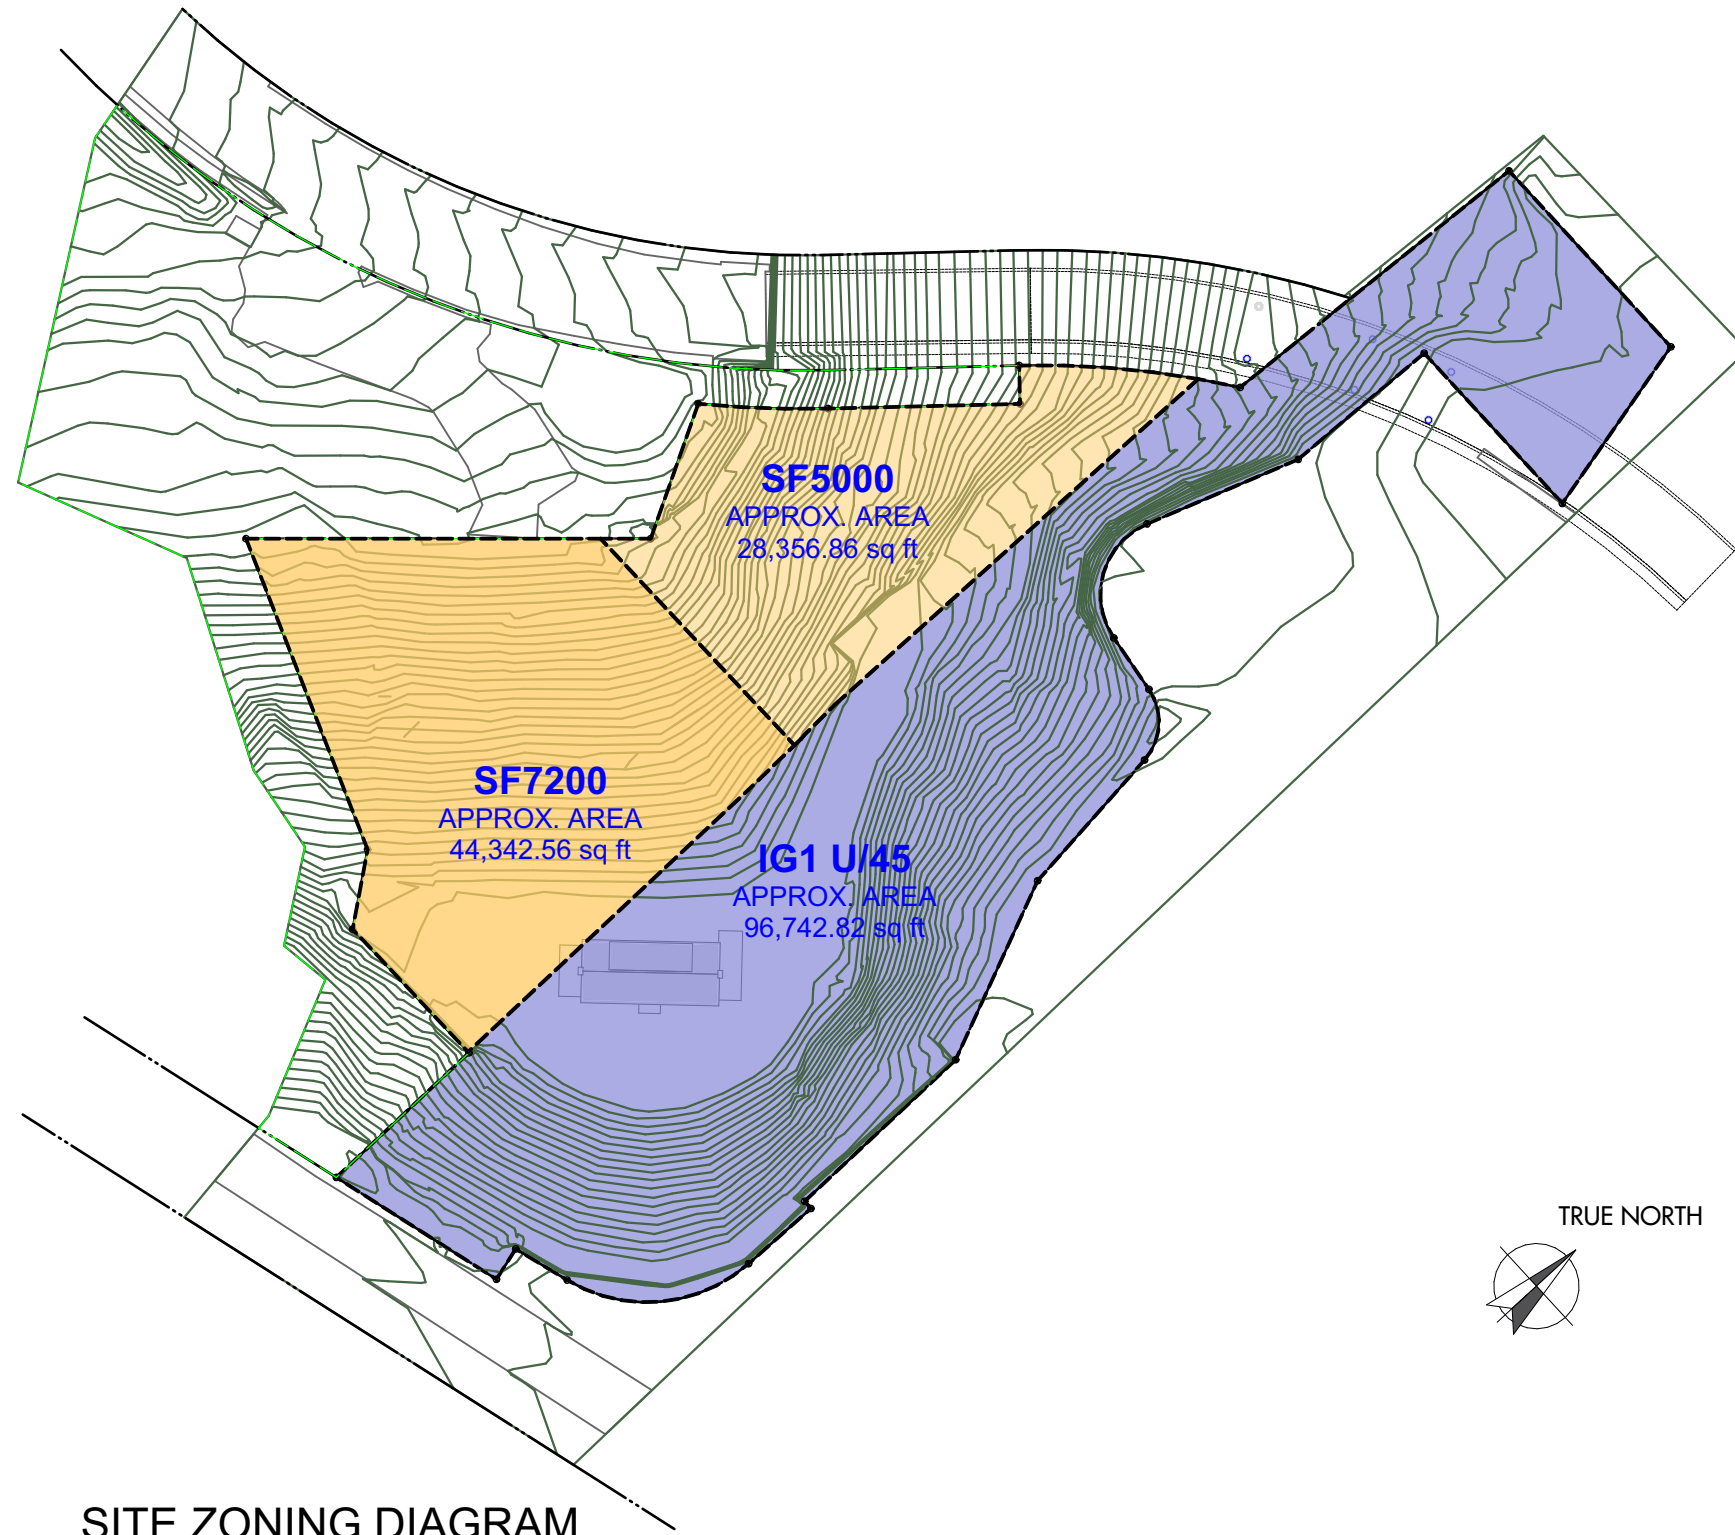 SF5000
APPROX. AREA
28,356.86 sq ft
SF7200
APPROX. AREA
44,342.56 sq ft
IG1 U/45
APPROX. AREA
96,742.82 sq ft
TRUE NORTH
SITE ZONING DIAGRAM